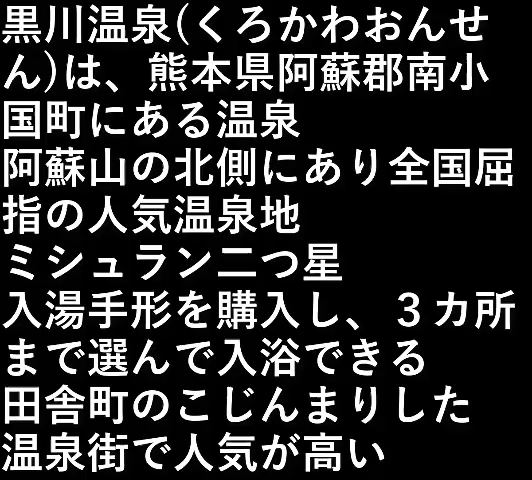 黒川温泉(くろかわおんせ
ん)は、熊本県阿蘇郡南小
国町にある温泉
阿蘇山の北側にあり全国屈
指の人気温泉地
ミシュラン二つ星
入湯手形を購入し、３カ所
まで選んで入浴できる
田舎町のこじんまりした
温泉街で人気が高い